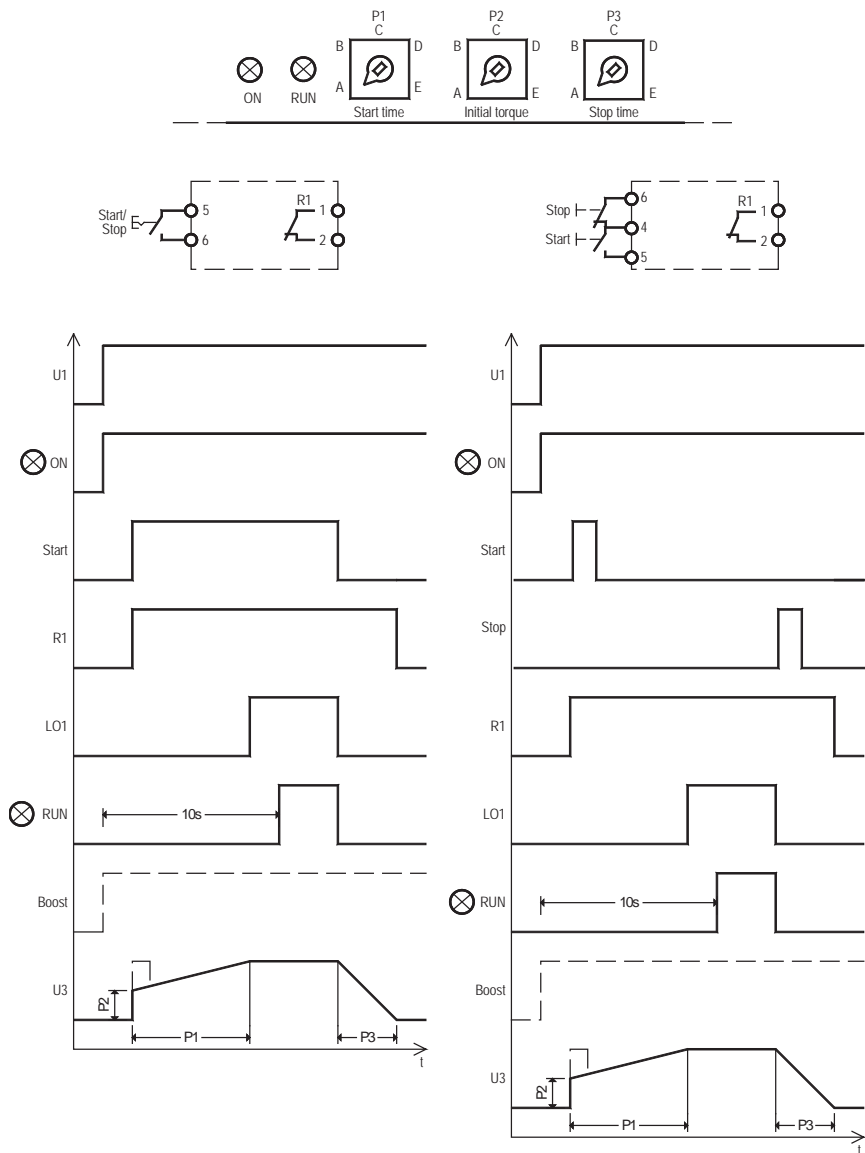 P1 P2 P3
C C C
B D B D B D
A E A E A E
ON RUN
Start time Initial torque Stop time
Start/
Stop
5
6
R1
1
2
Stop
Start
6
4
5
R1
1
2
U1
ON
Start
R1
LO1
RUN
10s
Boost
U3
P2
P1
P3
t
U1
ON
Start
Stop
R1
LO1
RUN
10s
Boost
U3
P2
P1
P3
t